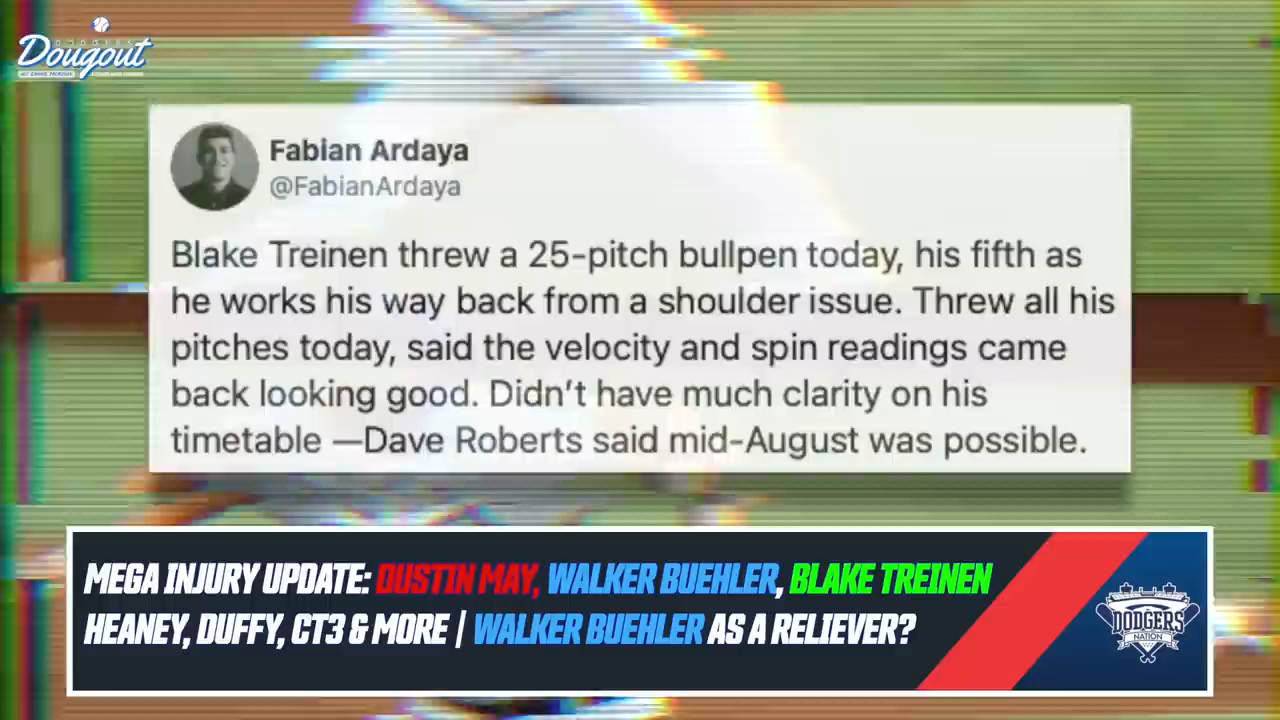 Dougout
Fabian Ardaya
@FabianArdaya
Blake Treinen threw a 25-pitch bullpen today, his fifth as
he works his way back from a shoulder issue. Threw all his
pitches today, said the velocity and spin readings came
back looking good. Didn’t have much clarity on his
timetable —Dave Roberts said mid-August was possible.
MEGA INJURY UPDATE: DUSTIN MAY, WALKER BUEHLER, BLAKE TREINEN
HEANEY, DUFFY, CT3 & MORE | WALKER BUEHLER AS A RELIEVER?
DODGERS
NATION